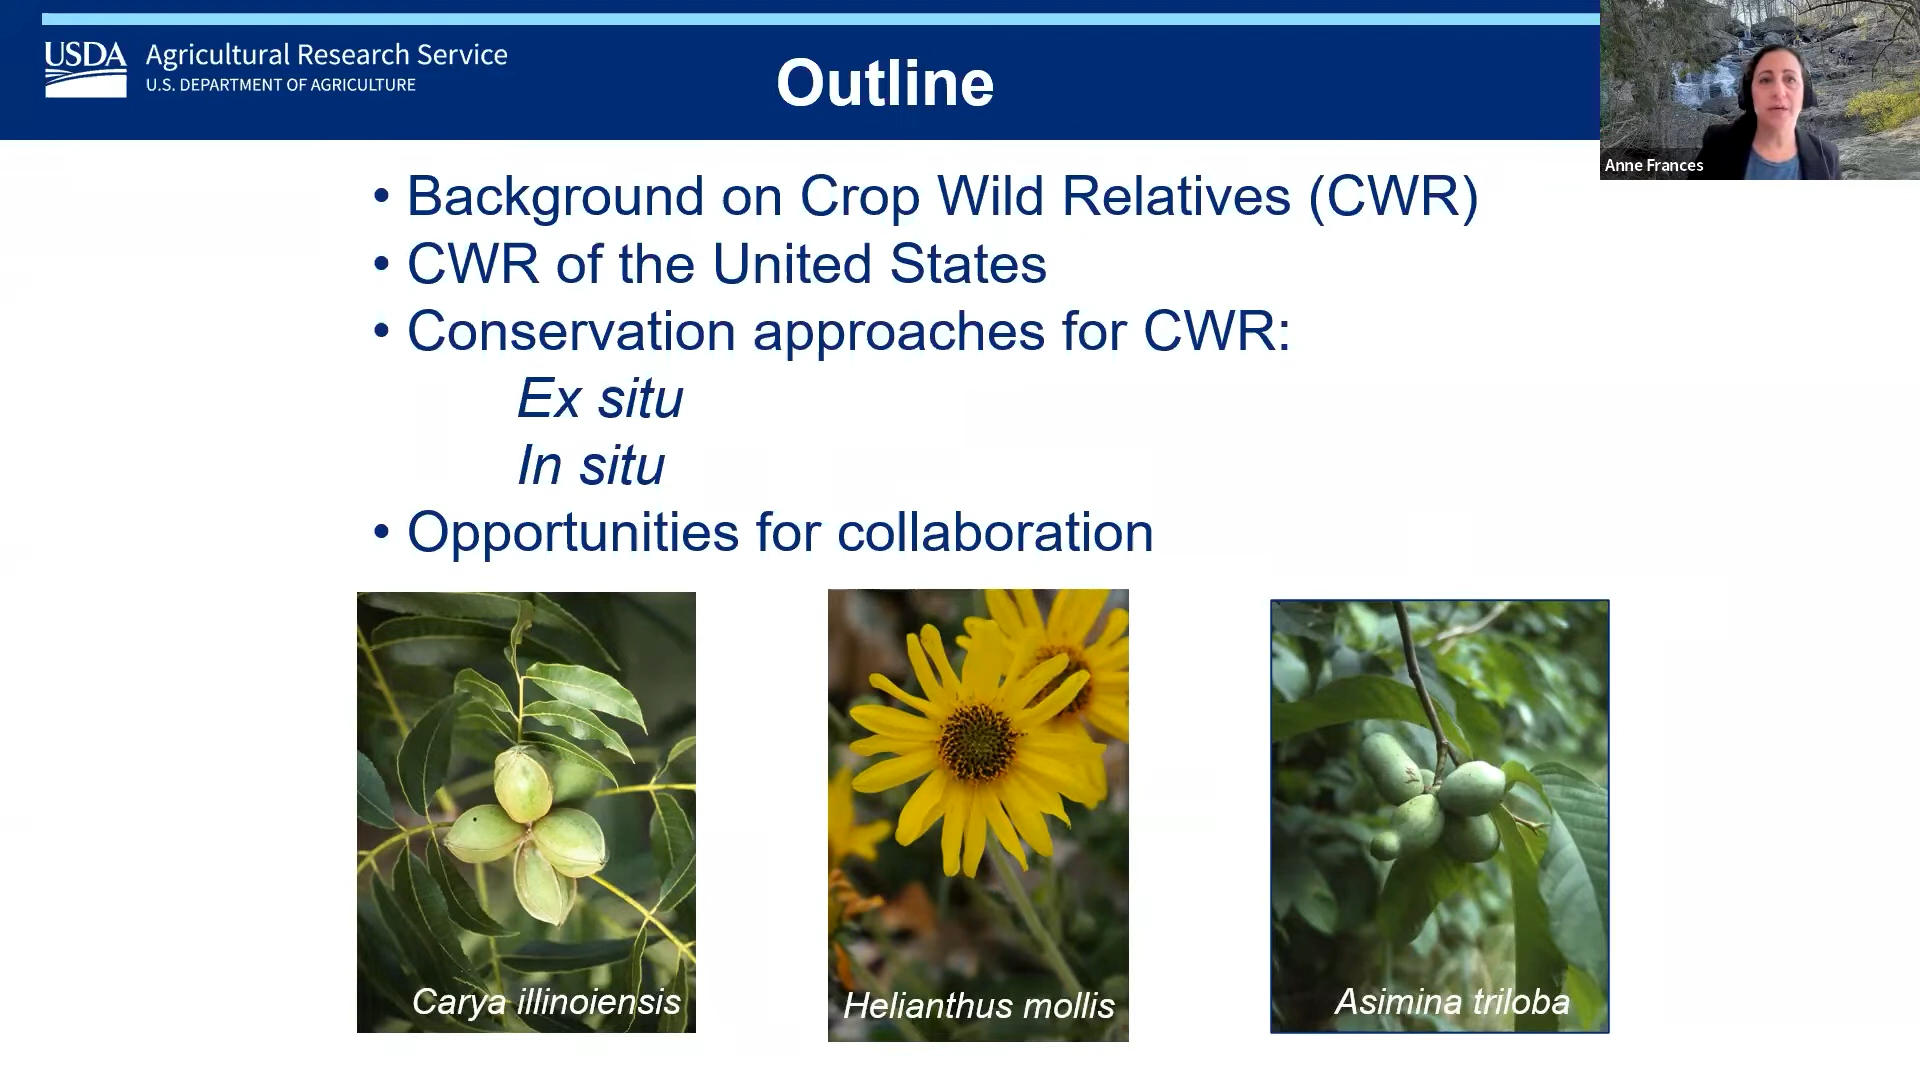 USDA
Agricultural Research Service
U.S. DEPARTMENT OF AGRICULTURE
Outline
Anne Frances
• Background on Crop Wild Relatives (CWR)
• CWR of the United States
• Conservation approaches for CWR:
Ex situ
In situ
• Opportunities for collaboration
Carya illinoiensis
Helianthus mollis
Asimina triloba